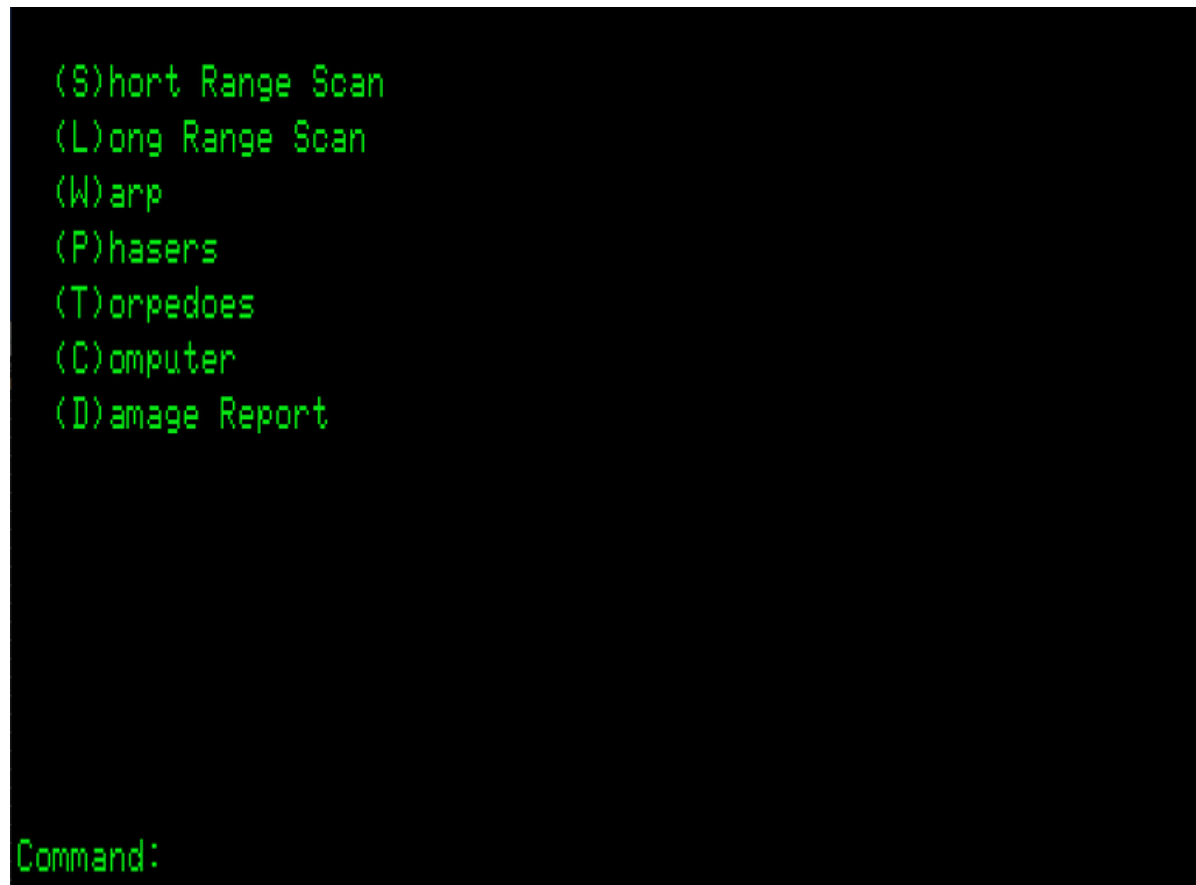 (S)hort Range Scan
(L)ong Range Scan
(W)arp
(P)hasers
(T)orpedoes
(C)omputer
(D)amage Report
Command: